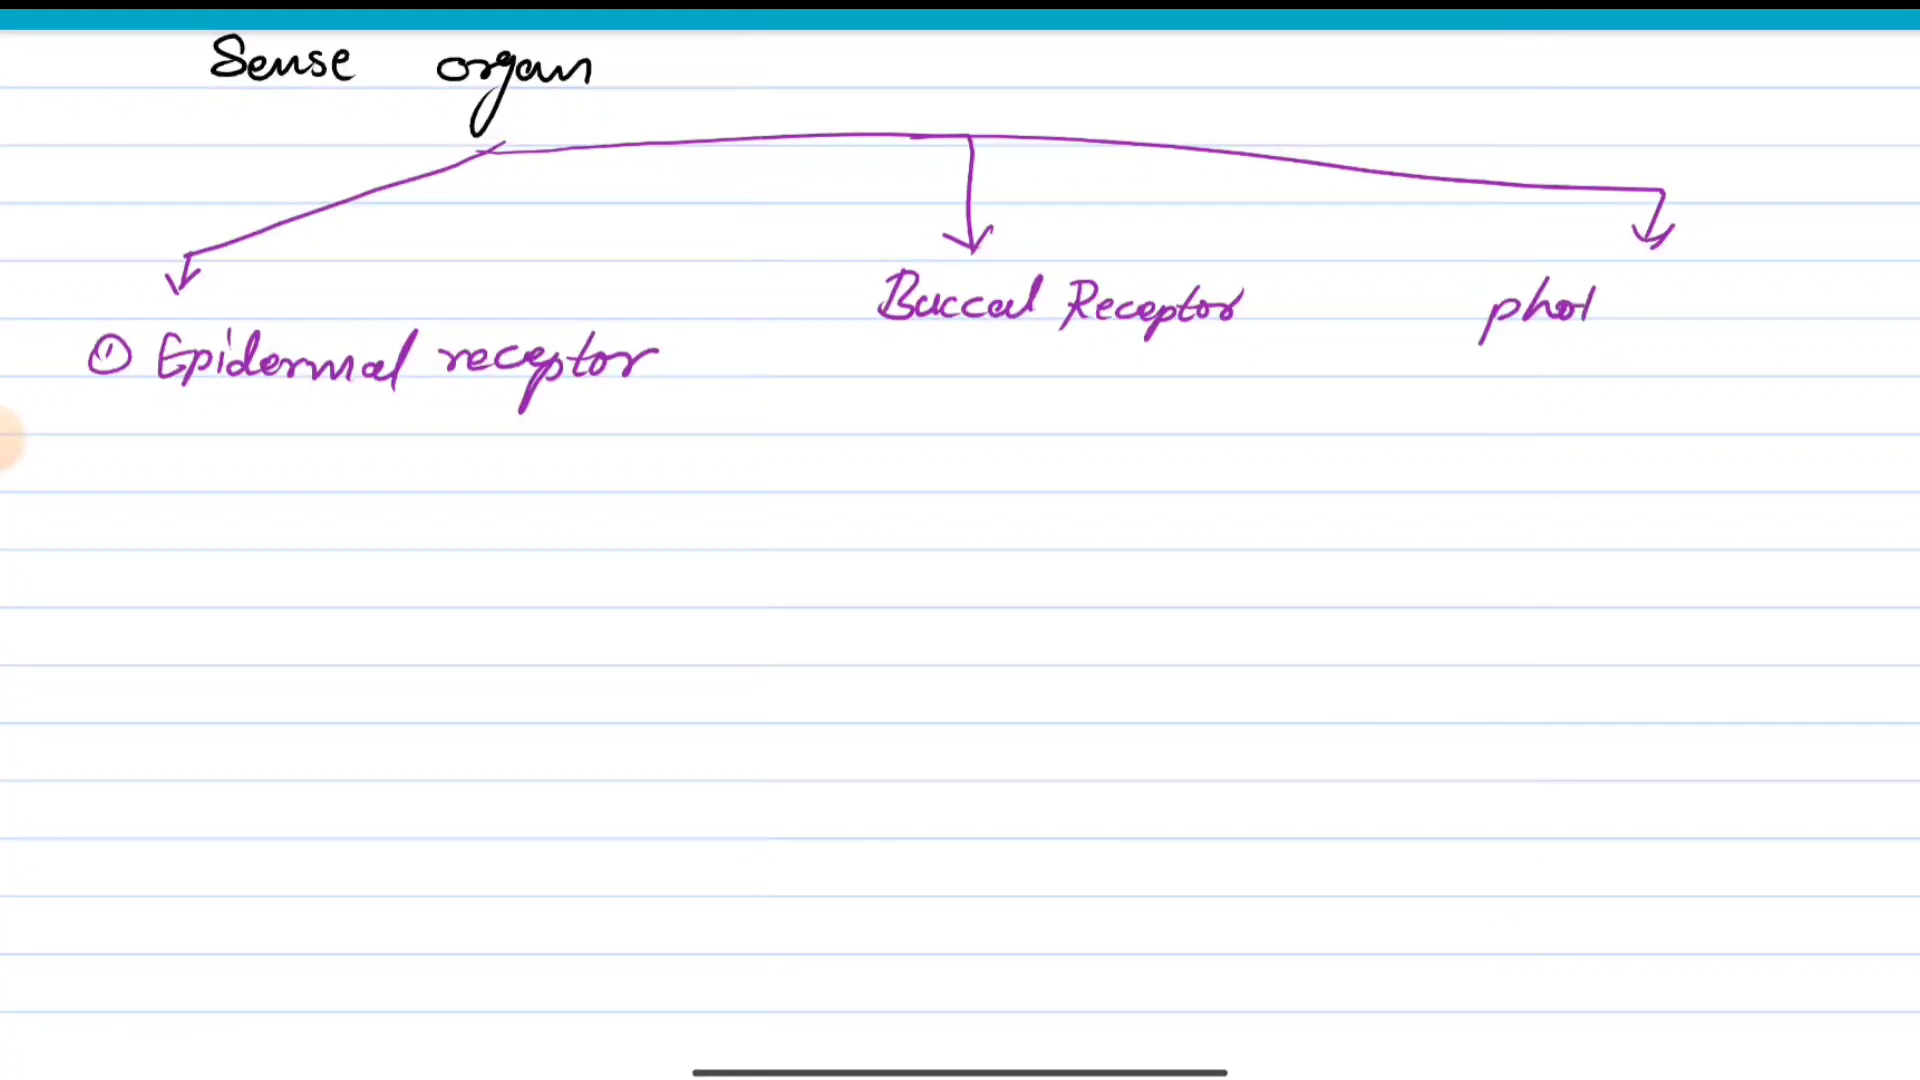 Sense organ
Buccal Receptor phot
① Epidermal receptor